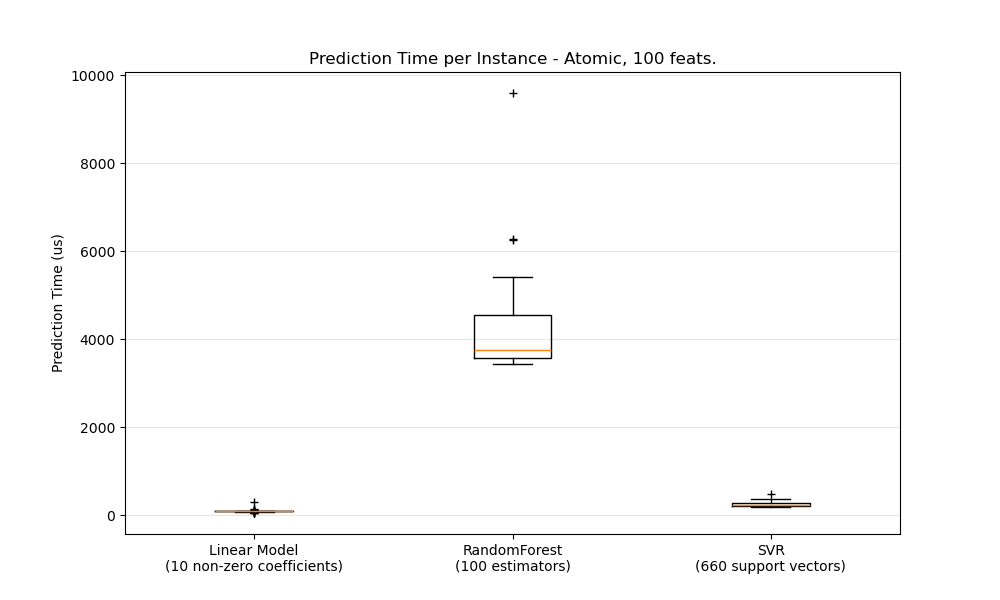 Prediction Time per Instance - Atomic, 100 feats.
Prediction Time (us)
10000
8000
6000
4000
2000
0
Linear Model
(10 non-zero coefficients)
RandomForest
(100 estimators)
SVR
(660 support vectors)